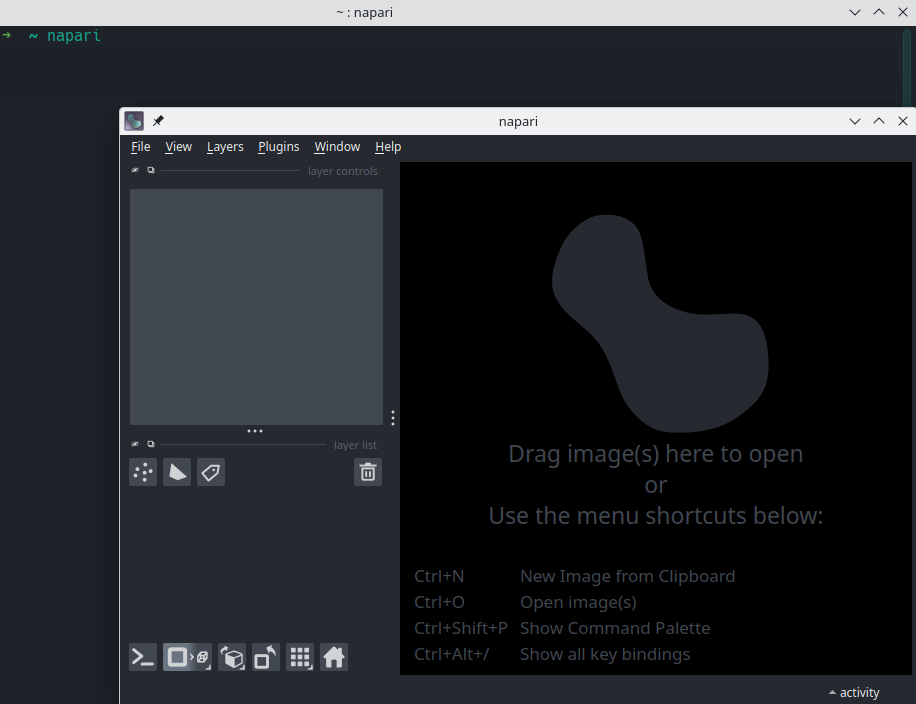 ~ : napari
→ ~ napari
napari
File View Layers Plugins Window Help
layer controls
layer list
Drag image(s) here to open
or
Use the menu shortcuts below:
Ctrl+N New Image from Clipboard
Ctrl+O Open image(s)
Ctrl+Shift+P Show Command Palette
Ctrl+Alt+/ Show all key bindings
activity